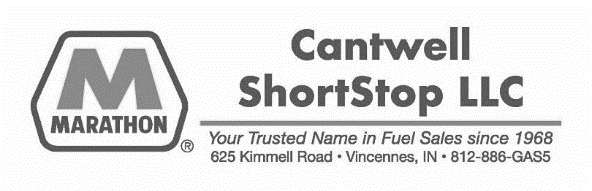 M
MARATHON
®
Cantwell
ShortStop LLC
Your Trusted Name in Fuel Sales since 1968
625 Kimmell Road • Vincennes, IN • 812-886-GAS5